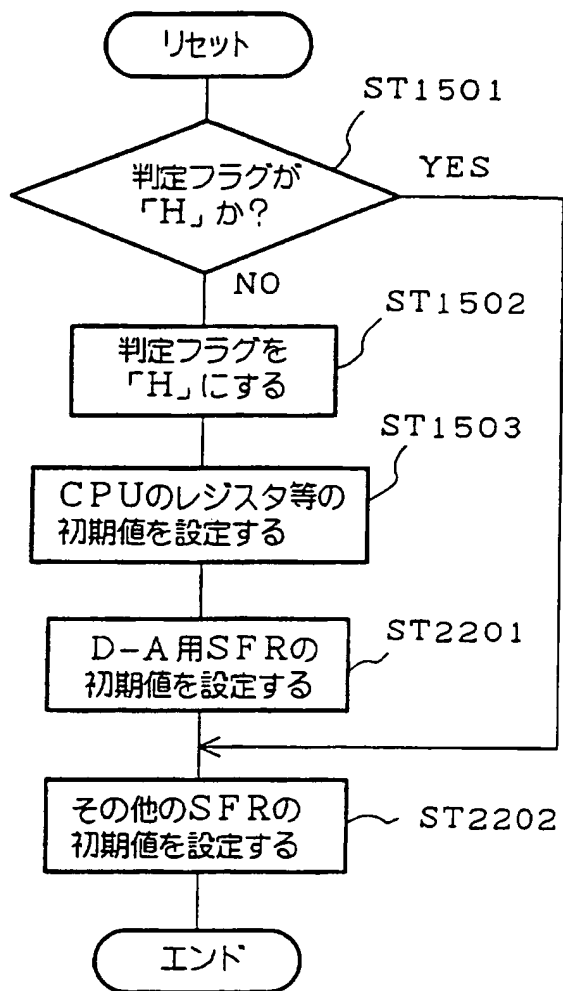 リセット
ST1501
判定フラグが
「H」か?
YES
NO
ST1502
判定フラグを
「H」にする
ST1503
CPUのレジスタ等の
初期値を設定する
ST2201
D-A用SFRの
初期値を設定する
その他のSFRの
初期値を設定する
ST2202
エンド